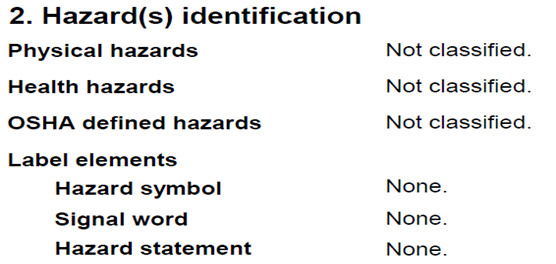 2. Hazard(s) identification
Physical hazards Not classified.
Health hazards Not classified.
OSHA defined hazards Not classified.
Label elements
Hazard symbol None.
Signal word None.
Hazard statement None.